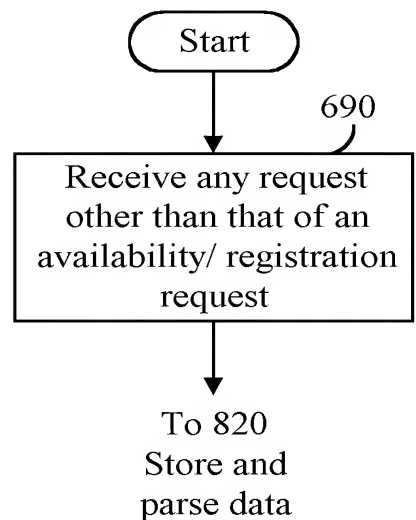 Start
690
Receive any request
other than that of an
availability/ registration
request
To 820
Store and
parse data